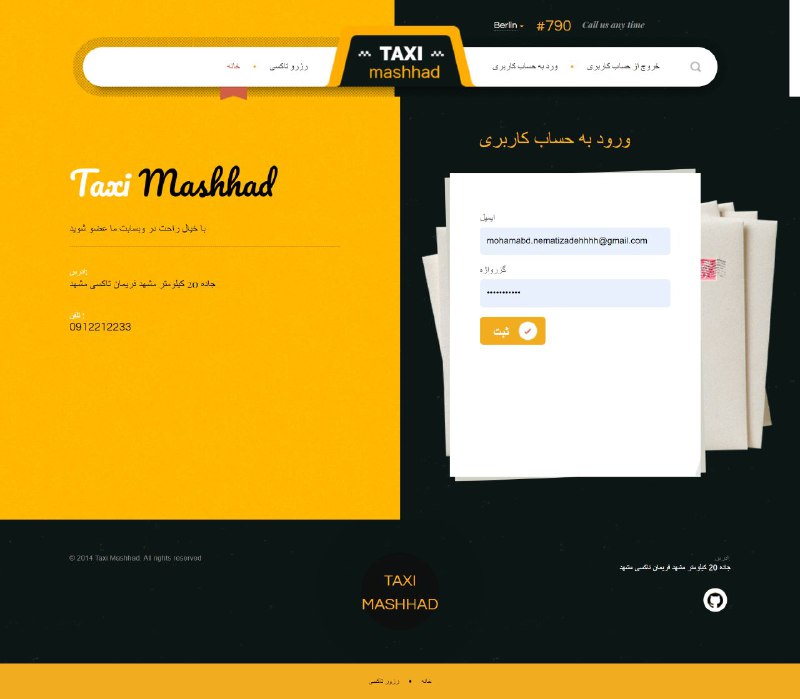 Berlin
#790
Call us any time
خانه
رزرو تاکسی
TAXI
mashhad
ورد به حساب کاربری
خروج از حساب کاربری
Taxi Mashhad
با خیال راحت در وبسایت ما عضو شوید
آدرس:
جاده 20 کیلومتر مشهد فریمان تاکسی مشهد
تلفن:
0912212233
ورود به حساب کاربری
ایمیل
mohamabd.nematizadehhhh@gmail.com
گزرواژه
ثبت
© 2014 Taxi Mashhad. All rights reserved
TAXI
MASHHAD
آدرس:
جاده 20 کیلومتر مشهد فریمان تاکسی مشهد
خانه • رزرو تاکسی